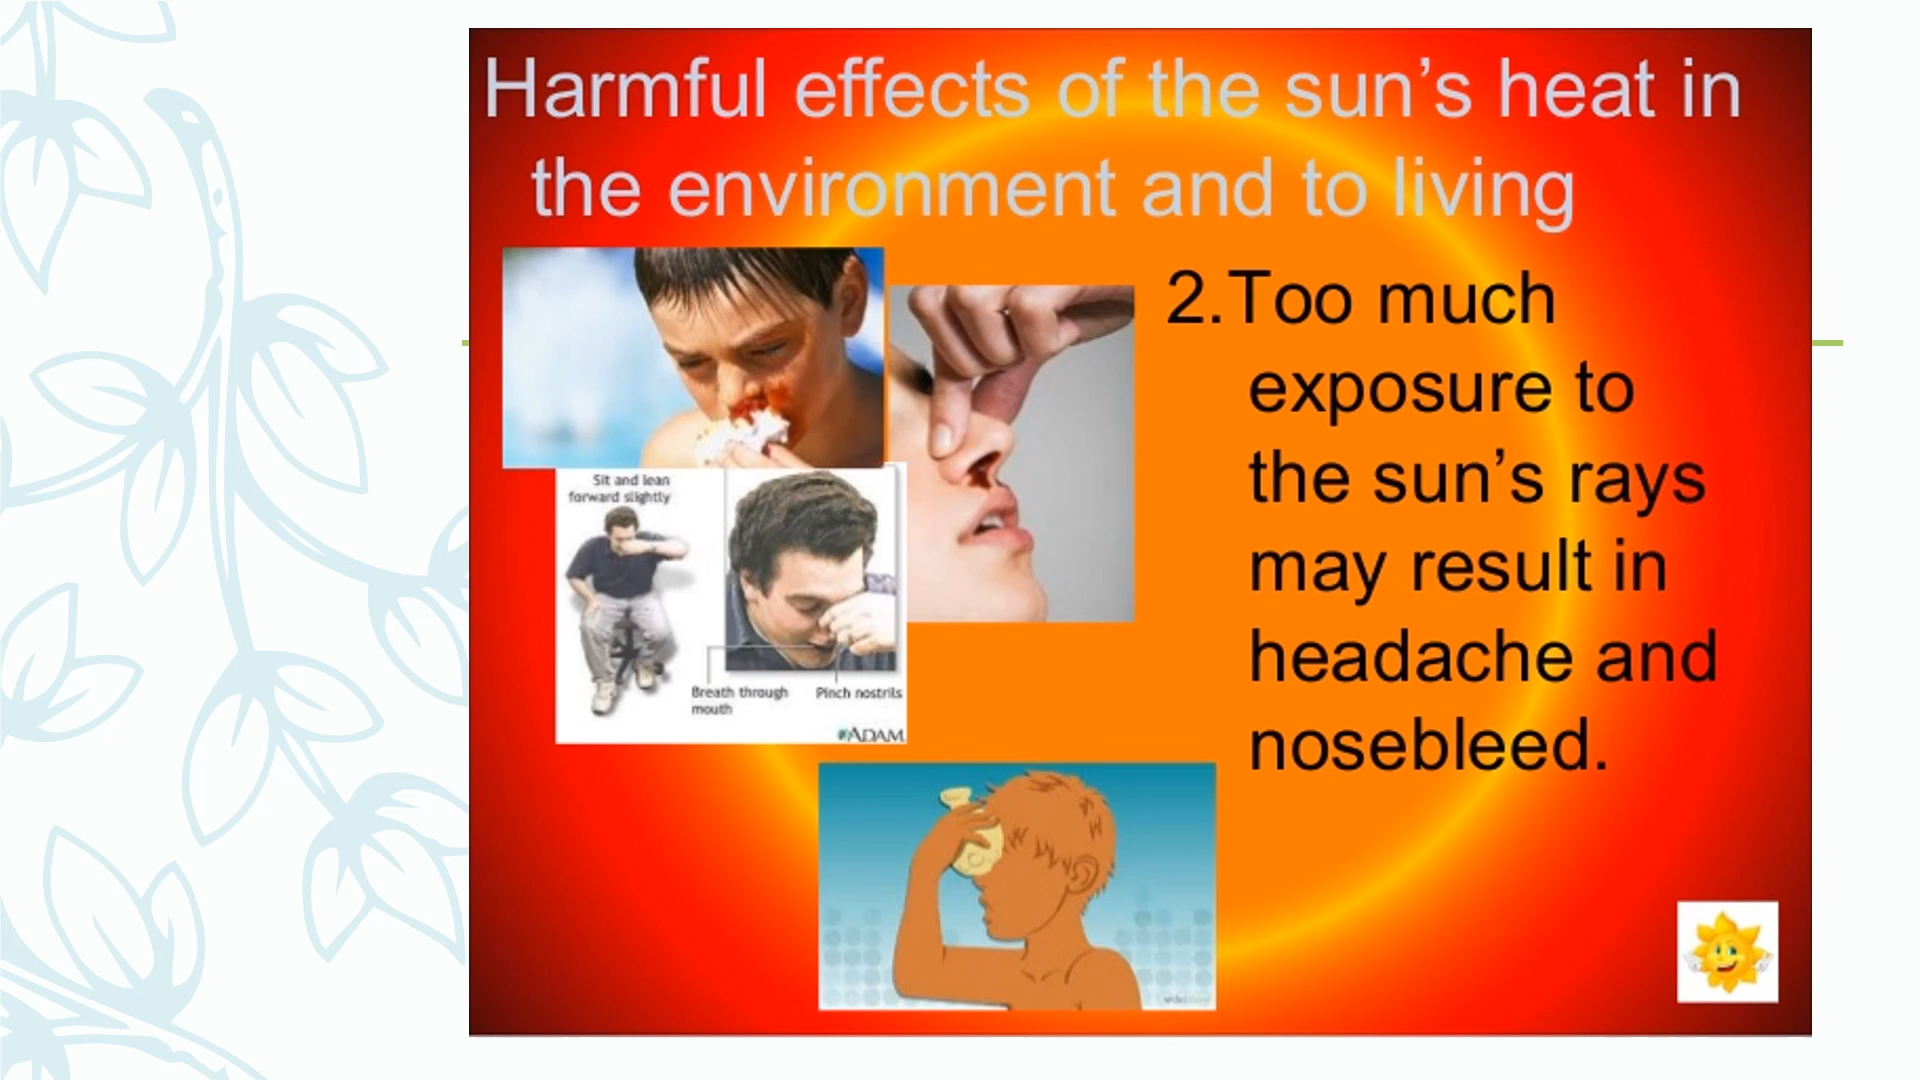 Harmful effects of the sun’s heat in
the environment and to living
2.Too much
exposure to
the sun’s rays
may result in
headache and
nosebleed.
Sit and lean
forward slightly
Breath through
mouth
Pinch nostrils
ADAM